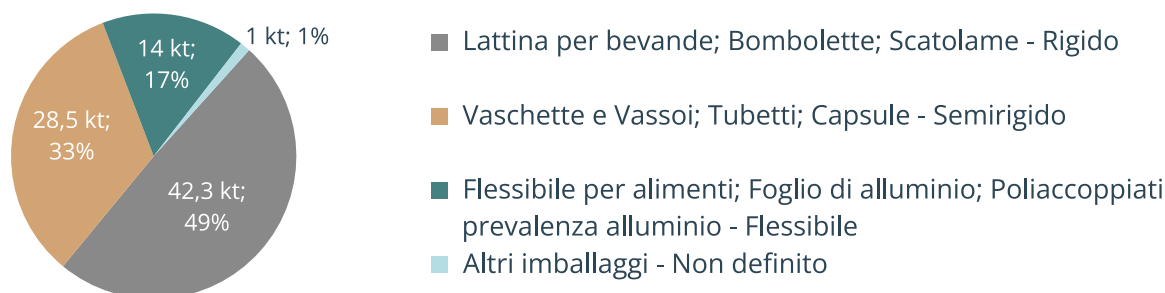 14 kt;
17%
1 kt; 1%
28,5 kt;
33%
42,3 kt;
49%
Lattina per bevande; Bombolette; Scatolame - Rigido
Vaschette e Vassoi; Tubetti; Capsule - Semirigido
Flessibile per alimenti; Foglio di alluminio; Poliaccoppiati
prevalenza alluminio - Flessibile
Altri imballaggi - Non definito